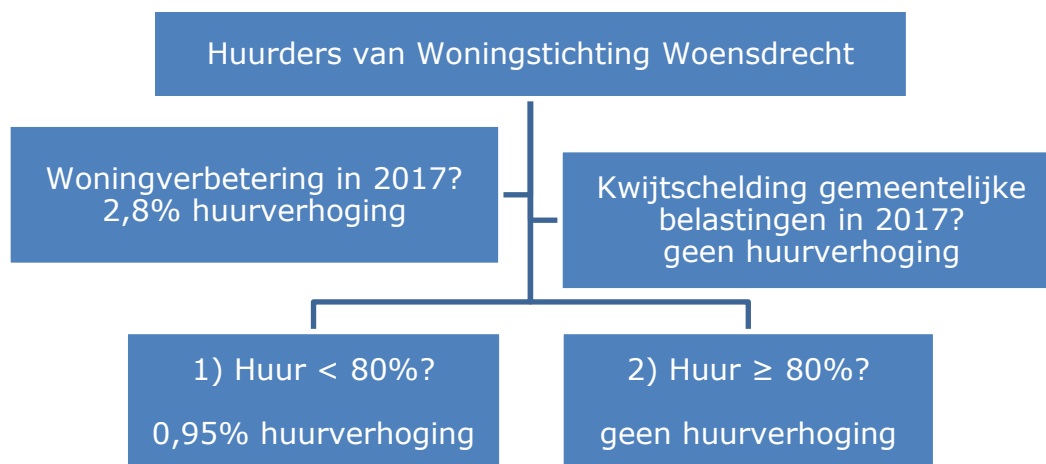 Huurders van Woningstichting Woensdrecht
Woningverbetering in 2017?
2,8% huurverhoging
Kwijtschelding gemeentelijke
belastingen in 2017?
geen huurverhoging
1) Huur < 80%?
0,95% huurverhoging
2) Huur ≥ 80%?
geen huurverhoging